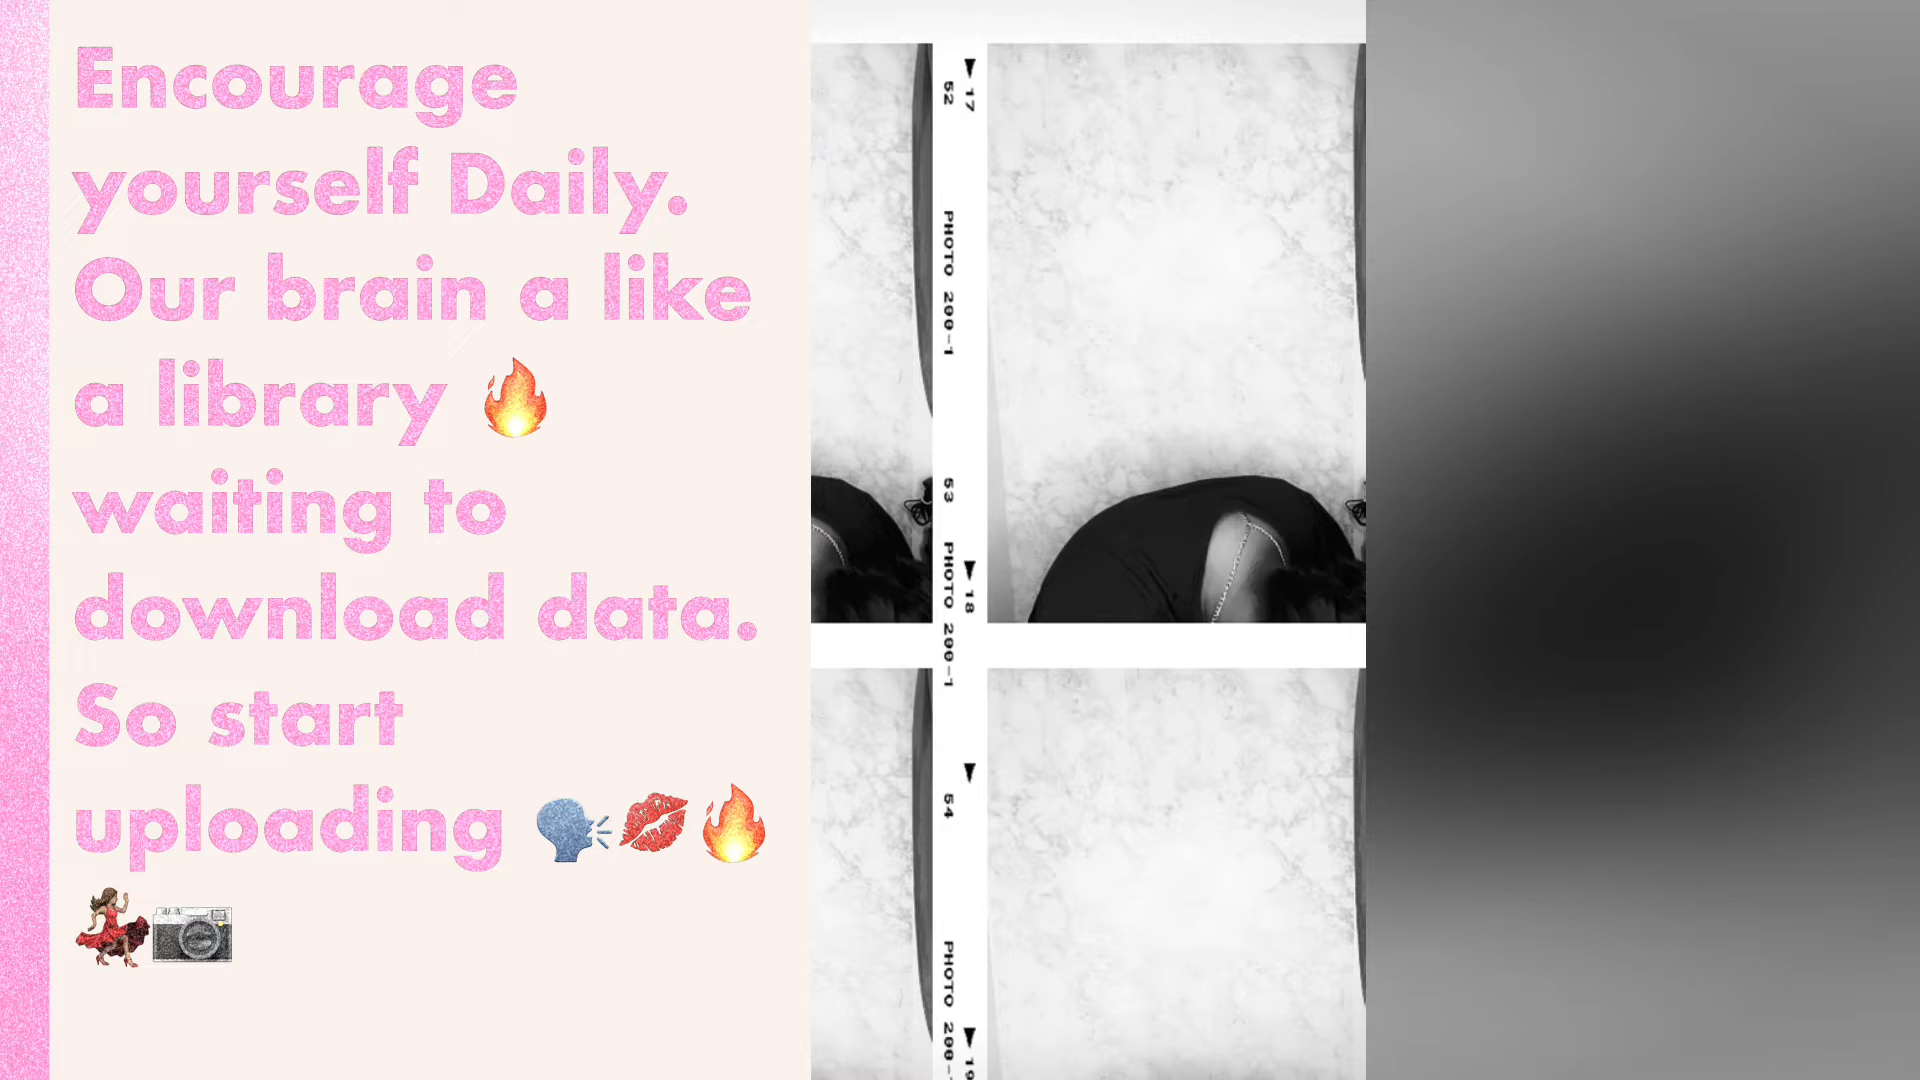 Encourage
yourself Daily.
Our brain a like
a library 🔥
waiting to
download data.
So start
uploading 🗣️💋🔥
💃🏽📷
17
52
PHOTO 200-1
53
18
PHOTO 200-1
54
PHOTO 200-
19